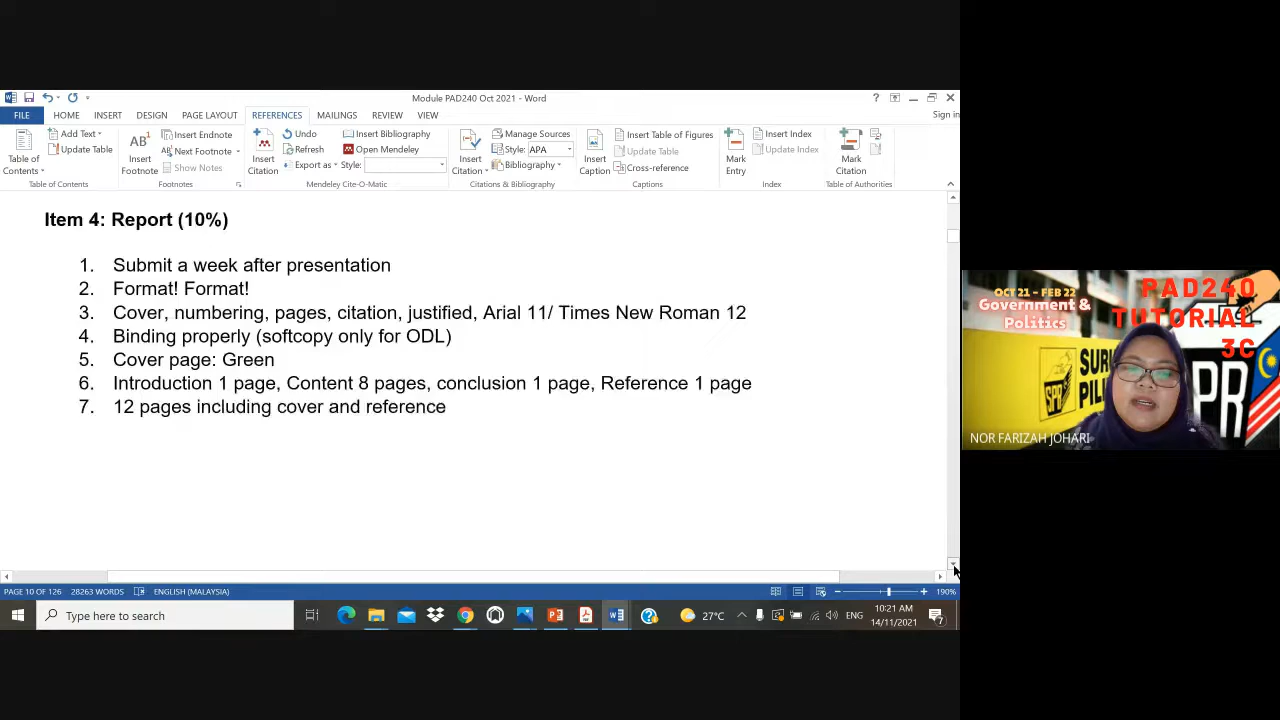 Module PAD240 Oct 2021 - Word
Sign in
FILE HOME INSERT DESIGN PAGE LAYOUT REFERENCES MAILINGS REVIEW VIEW
Table of Contents
Add Text
Update Table
Table of Contents
AB1
Insert Footnote
Insert Endnote
Next Footnote
Show Notes
Footnotes
Insert Citation
Undo
Refresh
Export as
Insert Bibliography
Open Mendeley
Style:
Mendeley Cite-O-Matic
Insert Citation
Manage Sources
Style: APA
Bibliography
Citations & Bibliography
Insert Caption
Insert Table of Figures
Update Table
Cross-reference
Captions
Mark Entry
Insert Index
Update Index
Index
Mark Citation
Table of Authorities
Item 4: Report (10%)
1. Submit a week after presentation
2. Format! Format!
3. Cover, numbering, pages, citation, justified, Arial 11/ Times New Roman 12
4. Binding properly (softcopy only for ODL)
5. Cover page: Green
6. Introduction 1 page, Content 8 pages, conclusion 1 page, Reference 1 page
7. 12 pages including cover and reference
PAGE 10 OF 126 28263 WORDS ENGLISH (MALAYSIA)
190%
Type here to search
27°C
ENG
10:21 AM
14/11/2021
7
OCT 21 - FEB 22
Government &
Politics
PAD240
TUTORIAL
3C
SPR
SPR
NOR FARIZAH JOHARI